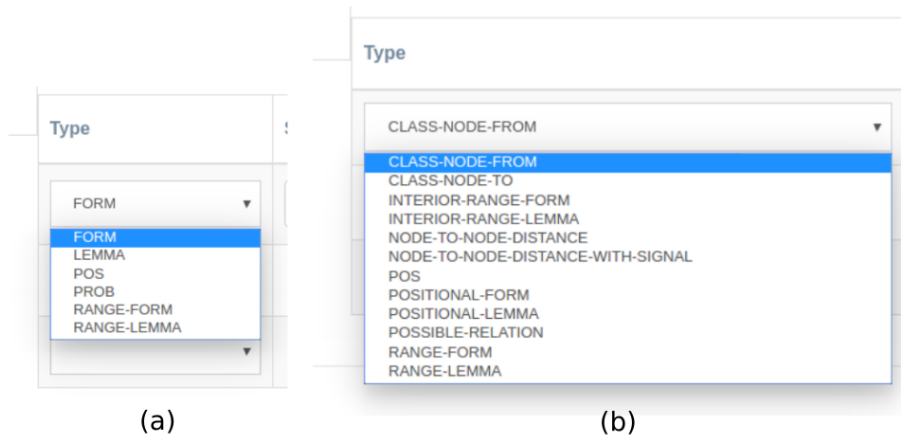 Type
FORM
FORM
LEMMA
POS
PROB
RANGE-FORM
RANGE-LEMMA
(a)
Type
CLASS-NODE-FROM
CLASS-NODE-FROM
CLASS-NODE-TO
INTERIOR-RANGE-FORM
INTERIOR-RANGE-LEMMA
NODE-TO-NODE-DISTANCE
NODE-TO-NODE-DISTANCE-WITH-SIGNAL
POS
POSITIONAL-FORM
POSITIONAL-LEMMA
POSSIBLE-RELATION
RANGE-FORM
RANGE-LEMMA
(b)